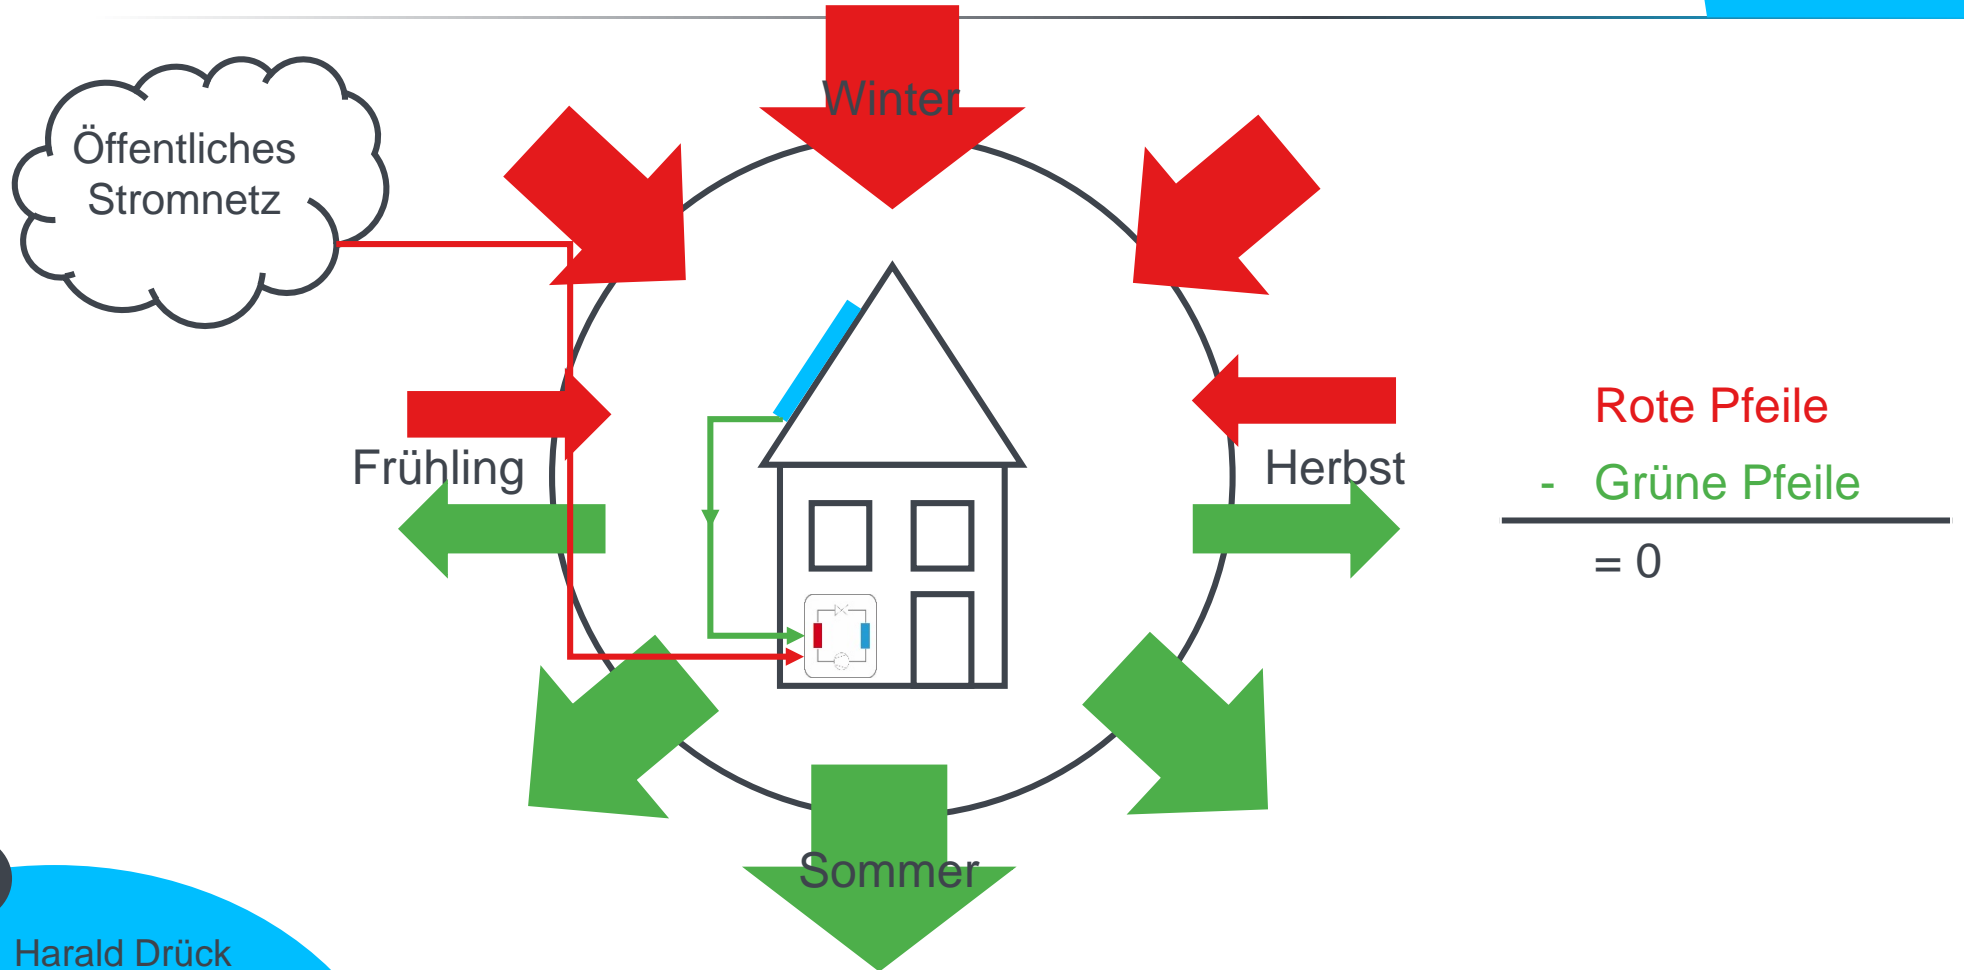 Winter
Öffentliches
Stromnetz
Rote Pfeile
Frühling
Herbst
- Grüne Pfeile
= 0
Sommer
Harald Drück